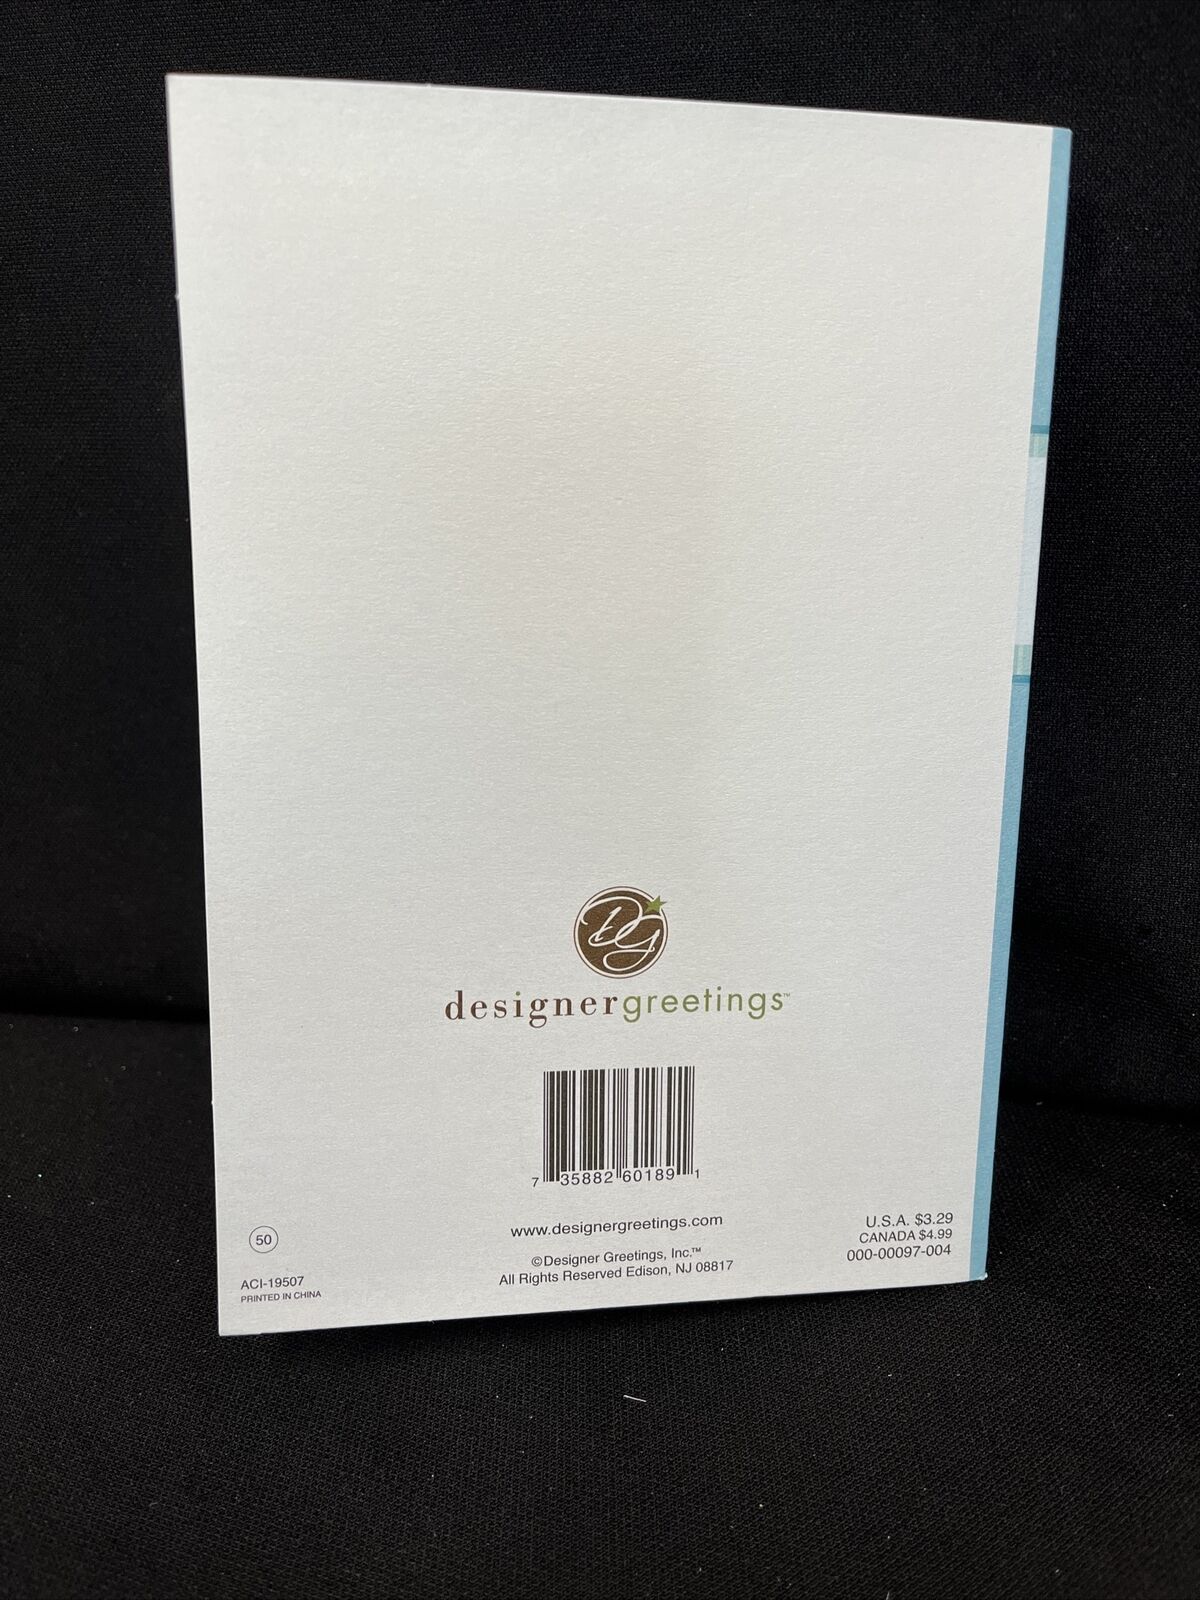 DG
designergreetings™
7 35882 60189 1
www.designergreetings.com
©Designer Greetings, Inc.™
All Rights Reserved Edison, NJ 08817
50
ACI-19507
PRINTED IN CHINA
U.S.A. $3.29
CANADA $4.99
000-00097-004